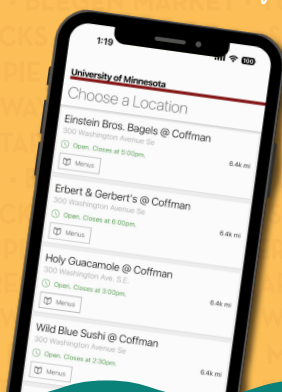 1:19
100
University of Minnesota
Choose a Location
Einstein Bros. Bagels @ Coffman
300 Washington Avenue Se
6.4k mi
Open. Closes at 5:00pm.
Menus
Erbert & Gerbert's @ Coffman
300 Washington Avenue Se
6.4k mi
Open. Closes at 6:00pm.
Menus
Holy Guacamole @ Coffman
300 Washington Ave. S.E.
6.4k mi
Open. Closes at 3:00pm.
Menus
Wild Blue Sushi @ Coffman
300 Washington Avenue Se
6.4k mi
Open. Closes at 2:30pm.
Menus